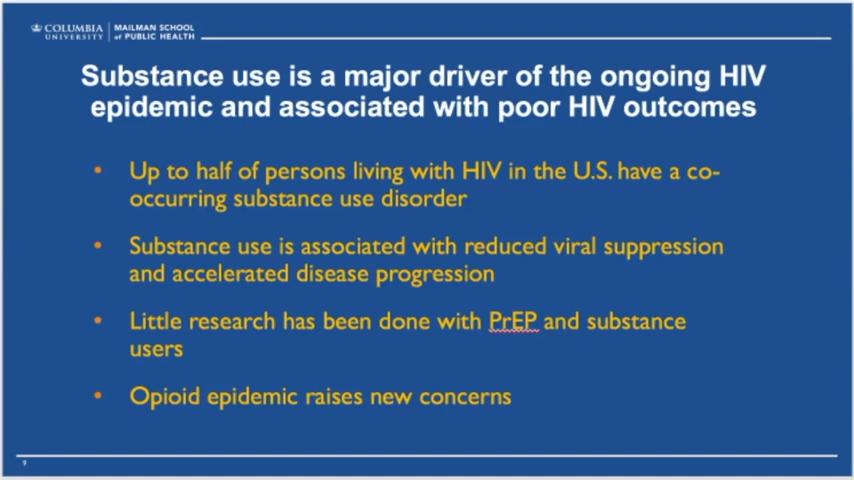 COLUMBIA UNIVERSITY
MAILMAN SCHOOL of PUBLIC HEALTH
Substance use is a major driver of the ongoing HIV
epidemic and associated with poor HIV outcomes
• Up to half of persons living with HIV in the U.S. have a co-
occurring substance use disorder
• Substance use is associated with reduced viral suppression
and accelerated disease progression
• Little research has been done with PrEP and substance
users
• Opioid epidemic raises new concerns
9